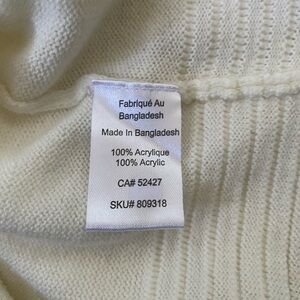 Fabriqué Au
Bangladesh
Made In Bangladesh
100% Acrylique
100% Acrylic
CA# 52427
SKU# 809318